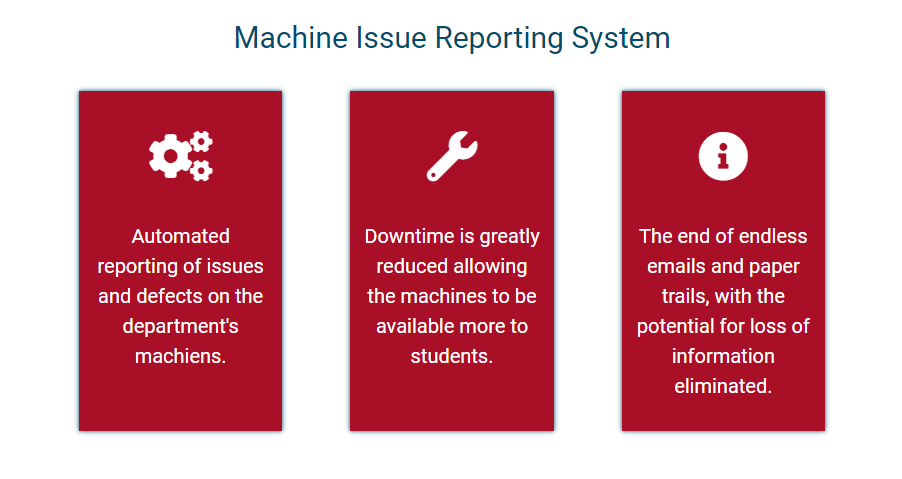 Machine Issue Reporting System
Automated
reporting of issues
and defects on the
department's
machiens.
Downtime is greatly
reduced allowing
the machines to be
available more to
students.
The end of endless
emails and paper
trails, with the
potential for loss of
information
eliminated.